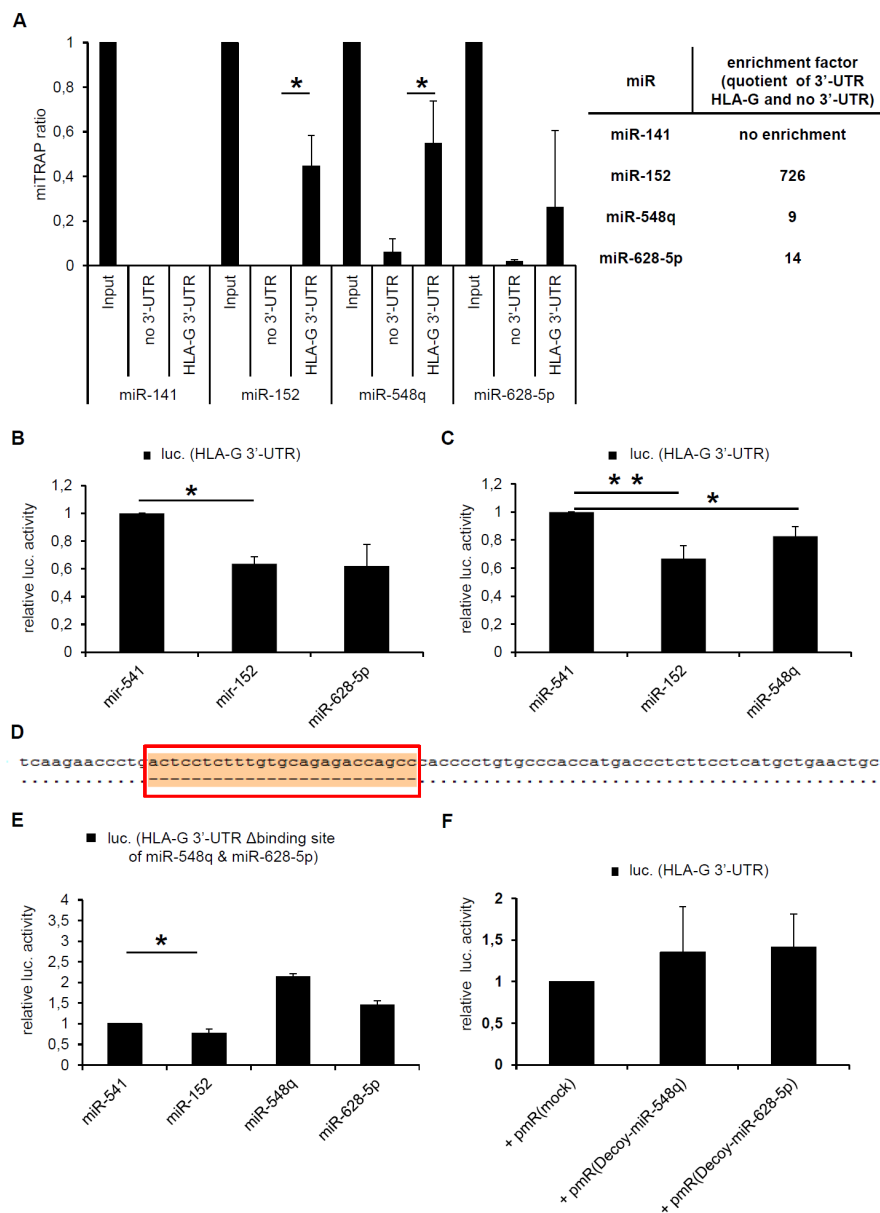 A
1
0,8
0,6
0,4
0,2
0
miTRAP ratio
* *
Input no 3'-UTR HLA-G 3'-UTR Input no 3'-UTR HLA-G 3'-UTR Input no 3'-UTR HLA-G 3'-UTR Input no 3'-UTR HLA-G 3'-UTR
miR-141 miR-152 miR-548q miR-628-5p
miR enrichment factor
(quotient of 3'-UTR
HLA-G and no 3'-UTR)
miR-141 no enrichment
miR-152 726
miR-548q 9
miR-628-5p 14
B
luc. (HLA-G 3'-UTR)
1,2
1
0,8
0,6
0,4
0,2
0
relative luc. activity
*
mir-541 mir-152 miR-628-5p
C
luc. (HLA-G 3'-UTR)
1,2
1
0,8
0,6
0,4
0,2
0
relative luc. activity
* *
*
miR-541 miR-152 miR-548q
D
tcaagaaccctgactcctctttgtgcagagaccagcccacccctgtgcccaccatgaccctcttcctcatgctgaactgc
E
luc. (HLA-G 3'-UTR Δbinding site
of miR-548q & miR-628-5p)
4
3,5
3
2,5
2
1,5
1
0,5
0
relative luc. activity
*
miR-541 miR-152 miR-548q miR-628-5p
F
luc. (HLA-G 3'-UTR)
2
1,5
1
0,5
0
relative luc. activity
+ pmR(mock) + pmR(Decoy-miR-548q) + pmR(Decoy-miR-628-5p)